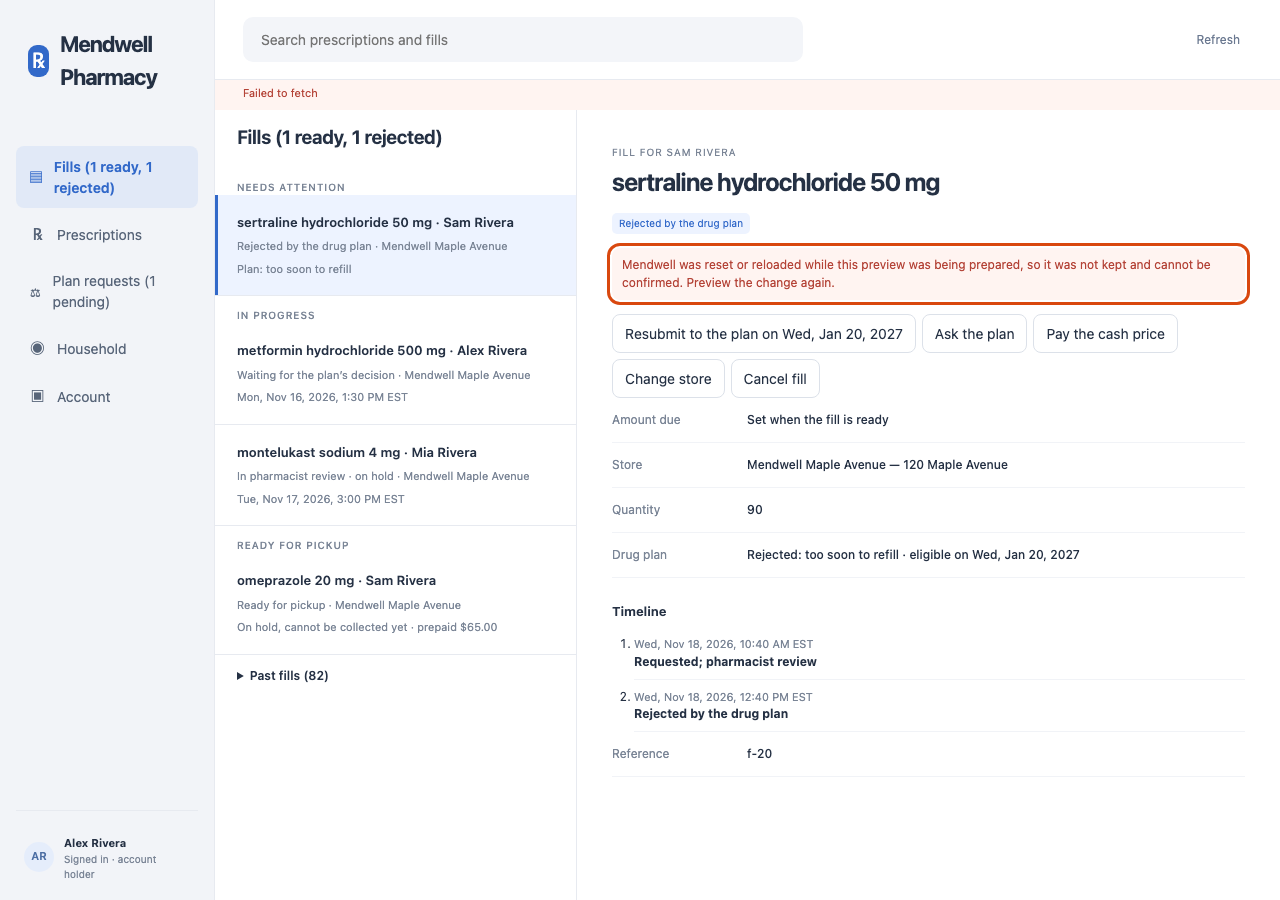 Mendwell
Pharmacy
Fills (1 ready, 1
rejected)
Prescriptions
Plan requests (1
pending)
Household
Account
AR
Alex Rivera
Signed in · account
holder
Search prescriptions and fills
Refresh
Failed to fetch
Fills (1 ready, 1 rejected)
NEEDS ATTENTION
sertraline hydrochloride 50 mg · Sam Rivera
Rejected by the drug plan · Mendwell Maple Avenue
Plan: too soon to refill
IN PROGRESS
metformin hydrochloride 500 mg · Alex Rivera
Waiting for the plan's decision · Mendwell Maple Avenue
Mon, Nov 16, 2026, 1:30 PM EST
montelukast sodium 4 mg · Mia Rivera
In pharmacist review · on hold · Mendwell Maple Avenue
Tue, Nov 17, 2026, 3:00 PM EST
READY FOR PICKUP
omeprazole 20 mg · Sam Rivera
Ready for pickup · Mendwell Maple Avenue
On hold, cannot be collected yet · prepaid $65.00
Past fills (82)
FILL FOR SAM RIVERA
sertraline hydrochloride 50 mg
Rejected by the drug plan
Mendwell was reset or reloaded while this preview was being prepared, so it was not kept and cannot be
confirmed. Preview the change again.
Resubmit to the plan on Wed, Jan 20, 2027 Ask the plan Pay the cash price
Change store Cancel fill
Amount due Set when the fill is ready
Store Mendwell Maple Avenue — 120 Maple Avenue
Quantity 90
Drug plan Rejected: too soon to refill · eligible on Wed, Jan 20, 2027
Timeline
1. Wed, Nov 18, 2026, 10:40 AM EST
Requested; pharmacist review
2. Wed, Nov 18, 2026, 12:40 PM EST
Rejected by the drug plan
Reference f-20